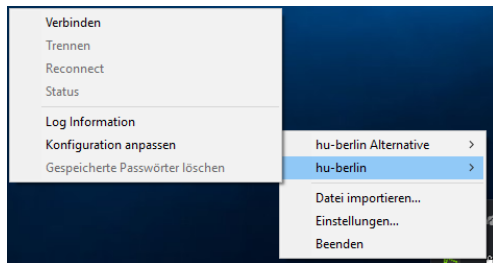 Verbinden
Trennen
Reconnect
Status
Log Information
Konfiguration anpassen
Gespeicherte Passwörter löschen
hu-berlin Alternative
hu-berlin
Datei importieren...
Einstellungen...
Beenden